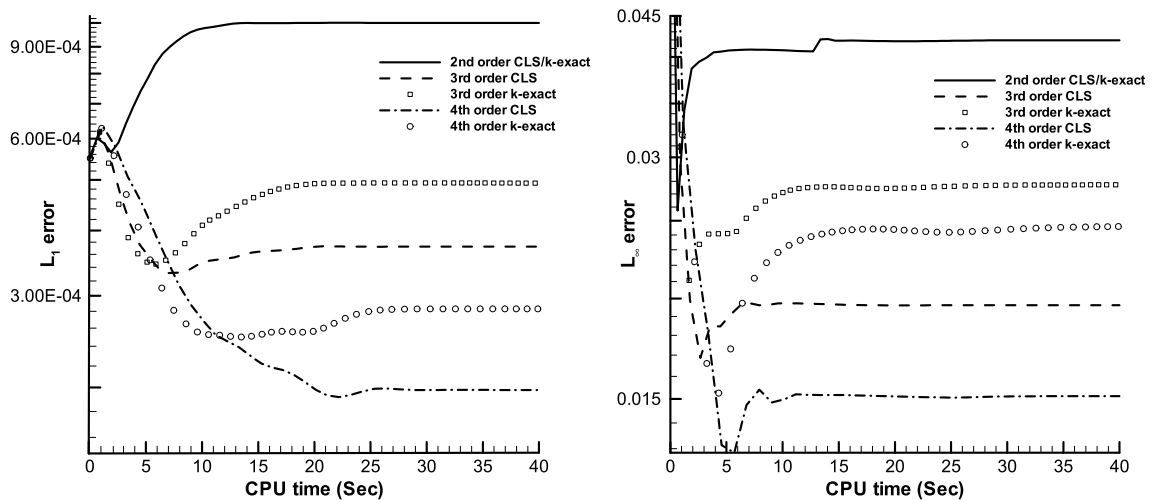 9.00E-04
6.00E-04
3.00E-04
L1 error
0 5 10 15 20 25 30 35 40
CPU time (Sec)
2nd order CLS/k-exact
3rd order CLS
3rd order k-exact
4th order CLS
4th order k-exact
0.045
0.03
0.015
L∞ error
0 5 10 15 20 25 30 35 40
CPU time (Sec)
2nd order CLS/k-exact
3rd order CLS
3rd order k-exact
4th order CLS
4th order k-exact